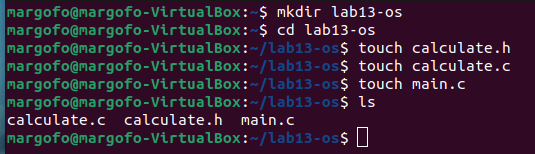 margofo@margofo-VirtualBox:~$ mkdir lab13-os
margofo@margofo-VirtualBox:~$ cd lab13-os
margofo@margofo-VirtualBox:~/lab13-os$ touch calculate.h
margofo@margofo-VirtualBox:~/lab13-os$ touch calculate.c
margofo@margofo-VirtualBox:~/lab13-os$ touch main.c
margofo@margofo-VirtualBox:~/lab13-os$ ls
calculate.c  calculate.h  main.c
margofo@margofo-VirtualBox:~/lab13-os$